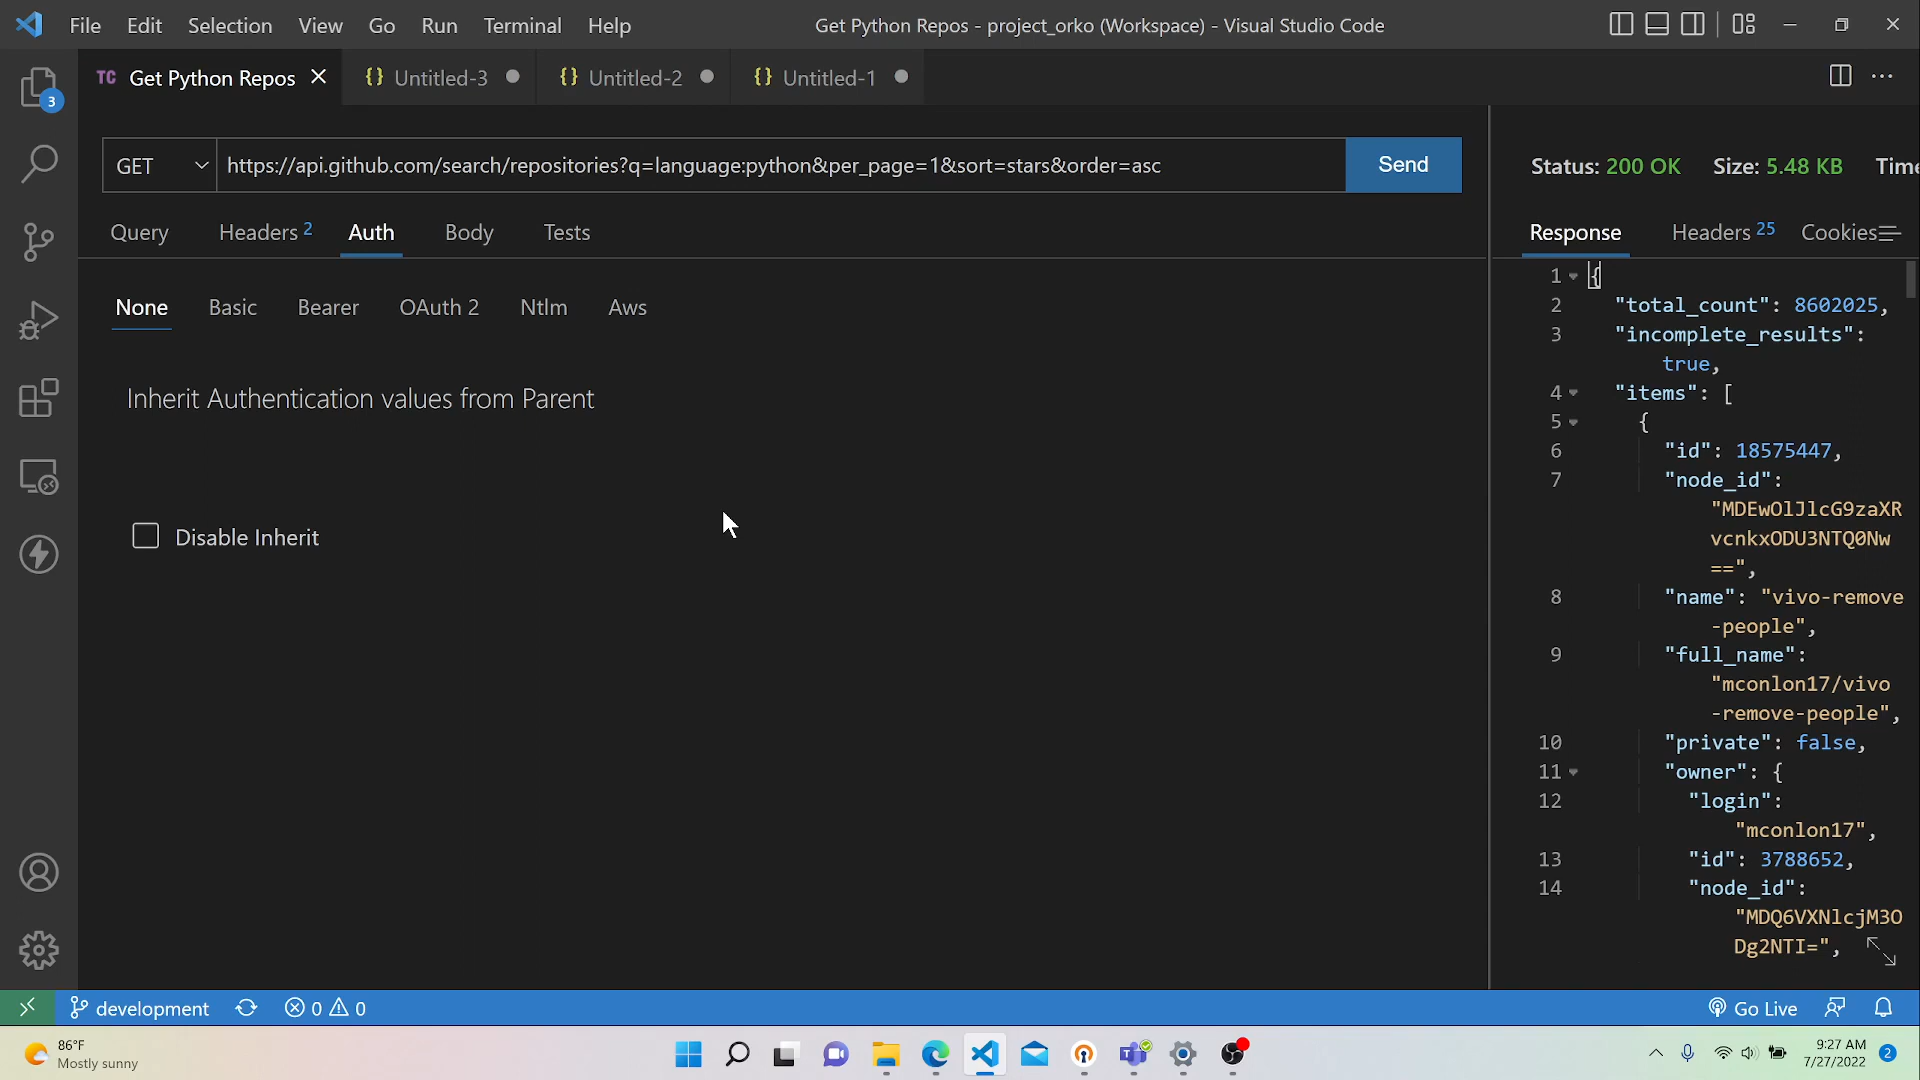 File Edit Selection View Go Run Terminal Help Get Python Repos - project_orko (Workspace) - Visual Studio Code
3
TC Get Python Repos {} Untitled-3 {} Untitled-2 {} Untitled-1
GET https://api.github.com/search/repositories?q=language:python&per_page=1&sort=stars&order=asc Send
Query Headers 2 Auth Body Tests
None Basic Bearer OAuth 2 Ntlm Aws
Inherit Authentication values from Parent
Disable Inherit
Status: 200 OK Size: 5.48 KB Time
Response Headers 25 Cookies
1 {
2 "total_count": 8602025,
3 "incomplete_results":
true,
4 "items": [
5 {
6 "id": 18575447,
7 "node_id":
"MDEwOlJlcG9zaXR
vcnkxODU3NTQ0Nw
==",
8 "name": "vivo-remove
-people",
9 "full_name":
"mconlon17/vivo
-remove-people",
10 "private": false,
11 "owner": {
12 "login":
"mconlon17",
13 "id": 3788652,
14 "node_id":
"MDQ6VXNlcjM3O
Dg2NTI=",
development 0 0 Go Live
86°F
Mostly sunny
9:27 AM
7/27/2022
2